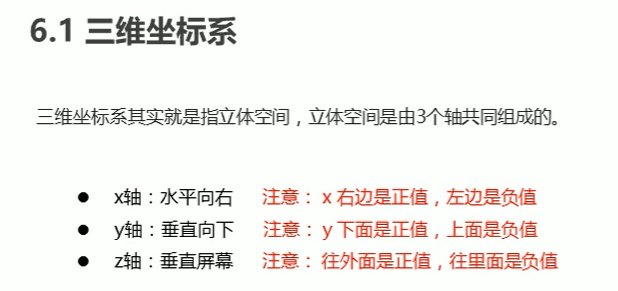 6.1 三维坐标系
三维坐标系其实就是指立体空间，立体空间是由3个轴共同组成的。
● x轴：水平向右 注意： x 右边是正值，左边是负值
● y轴：垂直向下 注意： y 下面是正值，上面是负值
● z轴：垂直屏幕 注意： 往外面是正值，往里面是负值